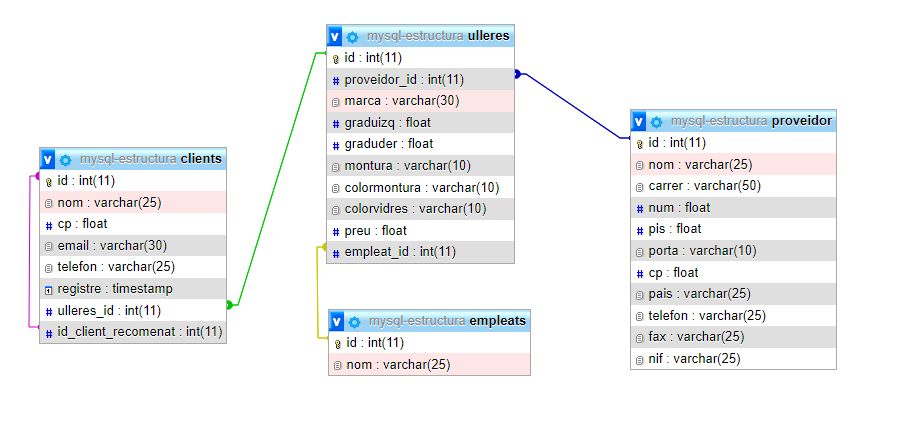 mysql-estructura ulleres
id : int(11)
proveidor_id : int(11)
marca : varchar(30)
graduizq : float
graduder : float
montura : varchar(10)
colormontura : varchar(10)
colorvidres : varchar(10)
preu : float
empleat_id : int(11)
mysql-estructura proveidor
id : int(11)
nom : varchar(25)
carrer : varchar(50)
num : float
pis : float
porta : varchar(10)
cp : float
pais : varchar(25)
telefon : varchar(25)
fax : varchar(25)
nif : varchar(25)
mysql-estructura clients
id : int(11)
nom : varchar(25)
cp : float
email : varchar(30)
telefon : varchar(25)
registre : timestamp
ulleres_id : int(11)
id_client_recomenat : int(11)
mysql-estructura empleats
id : int(11)
nom : varchar(25)